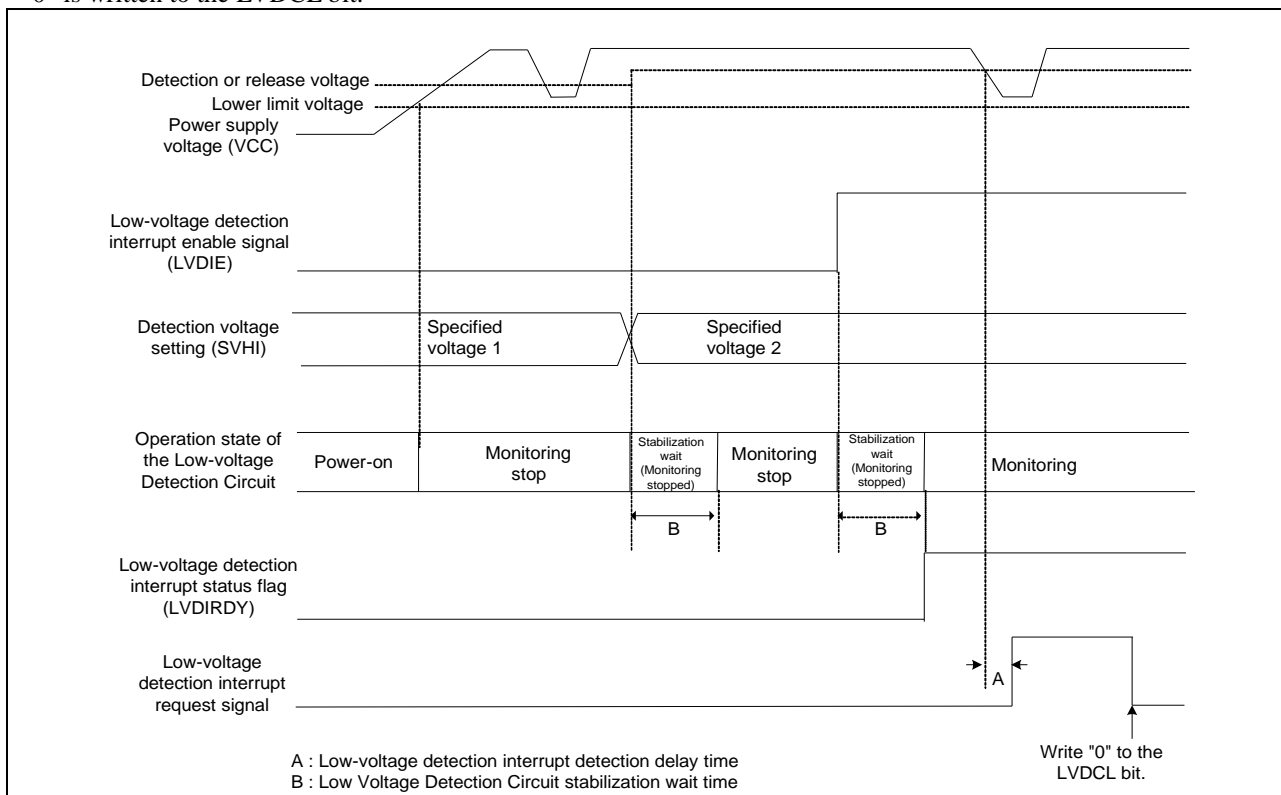 "0" is written to the LVDCL bit.
Detection or release voltage
Lower limit voltage
Power supply
voltage (VCC)
Low-voltage detection
interrupt enable signal
(LVDIE)
Detection voltage
setting (SVHI)
Specified
voltage 1
Specified
voltage 2
Operation state of
the Low-voltage
Detection Circuit
Power-on
Monitoring
stop
Stabilization
wait
(Monitoring
stopped)
Monitoring
stop
Stabilization
wait
(Monitoring
stopped)
Monitoring
B
B
Low-voltage detection
interrupt status flag
(LVDIRDY)
Low-voltage
detection interrupt
request signal
A
Write "0" to the
LVDCL bit.
A : Low-voltage detection interrupt detection delay time
B : Low Voltage Detection Circuit stabilization wait time